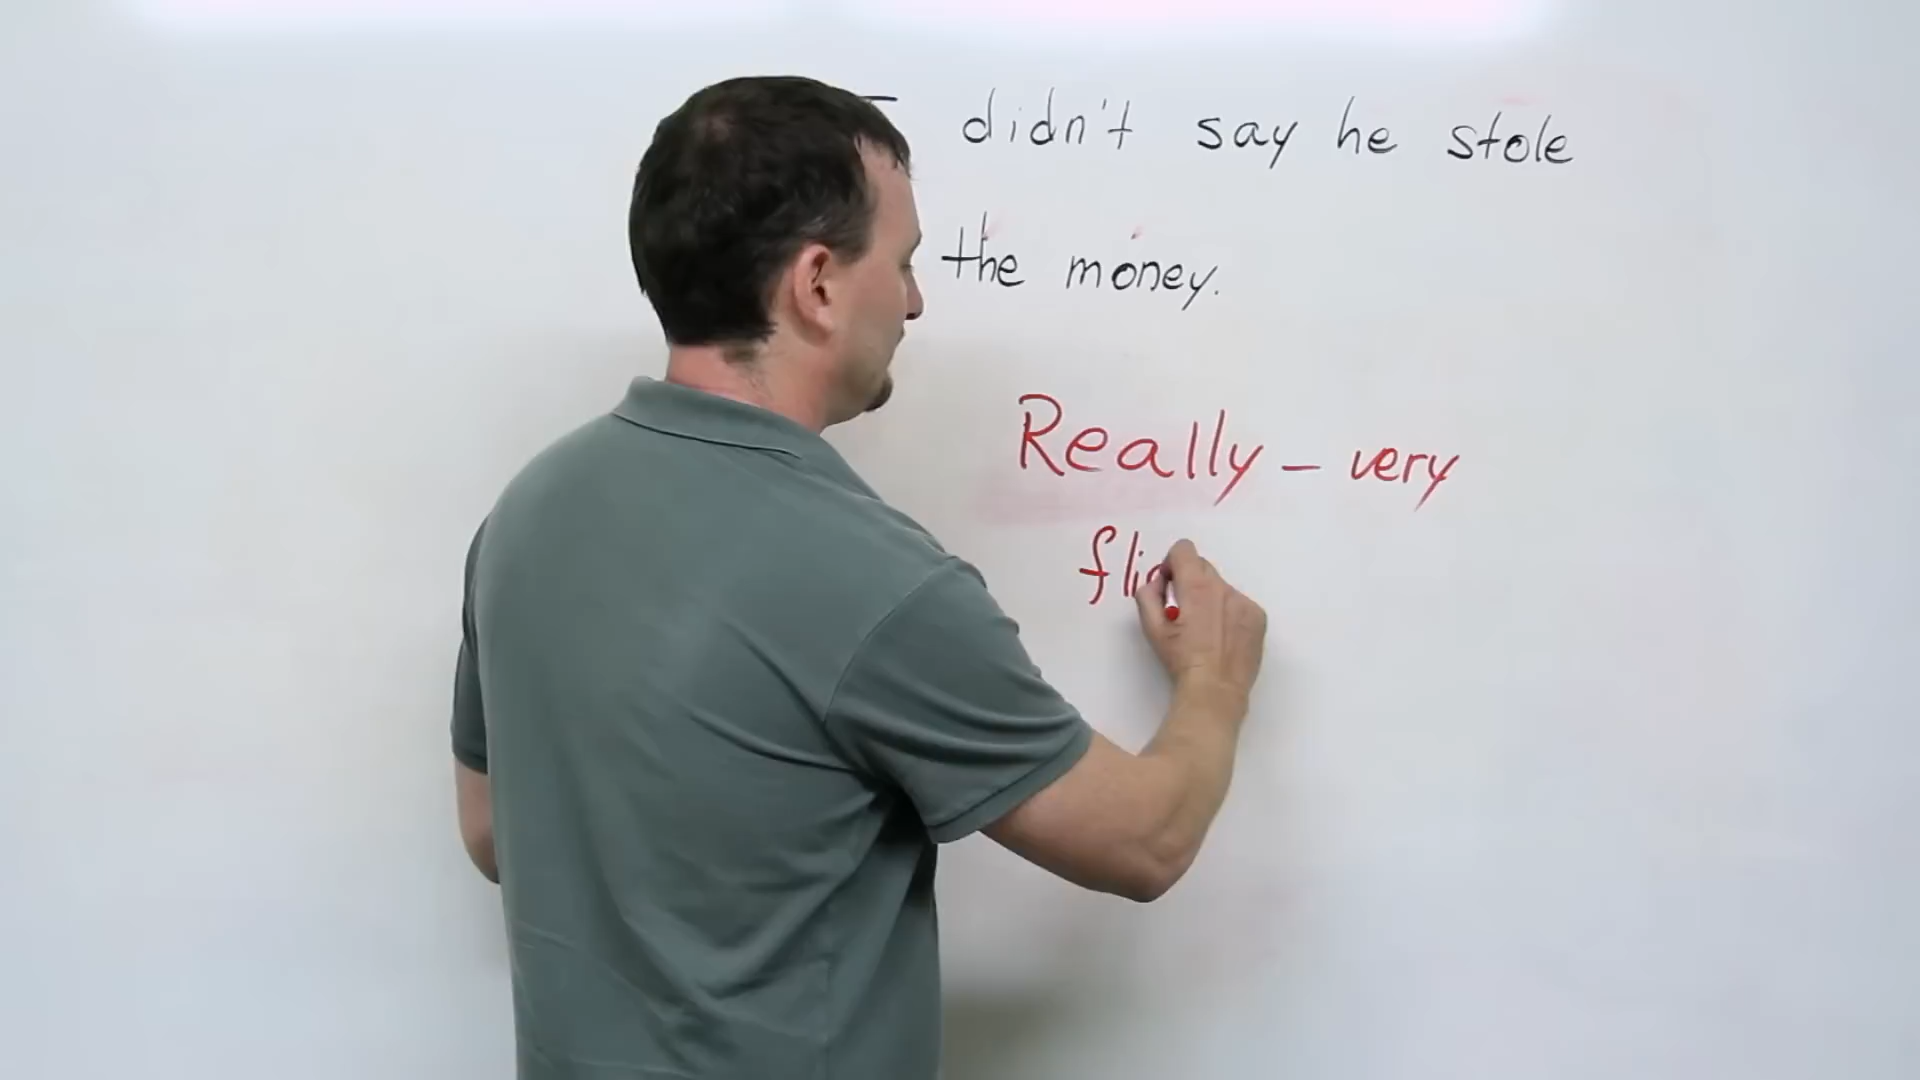 didn't say he stole
the money.
Really - very